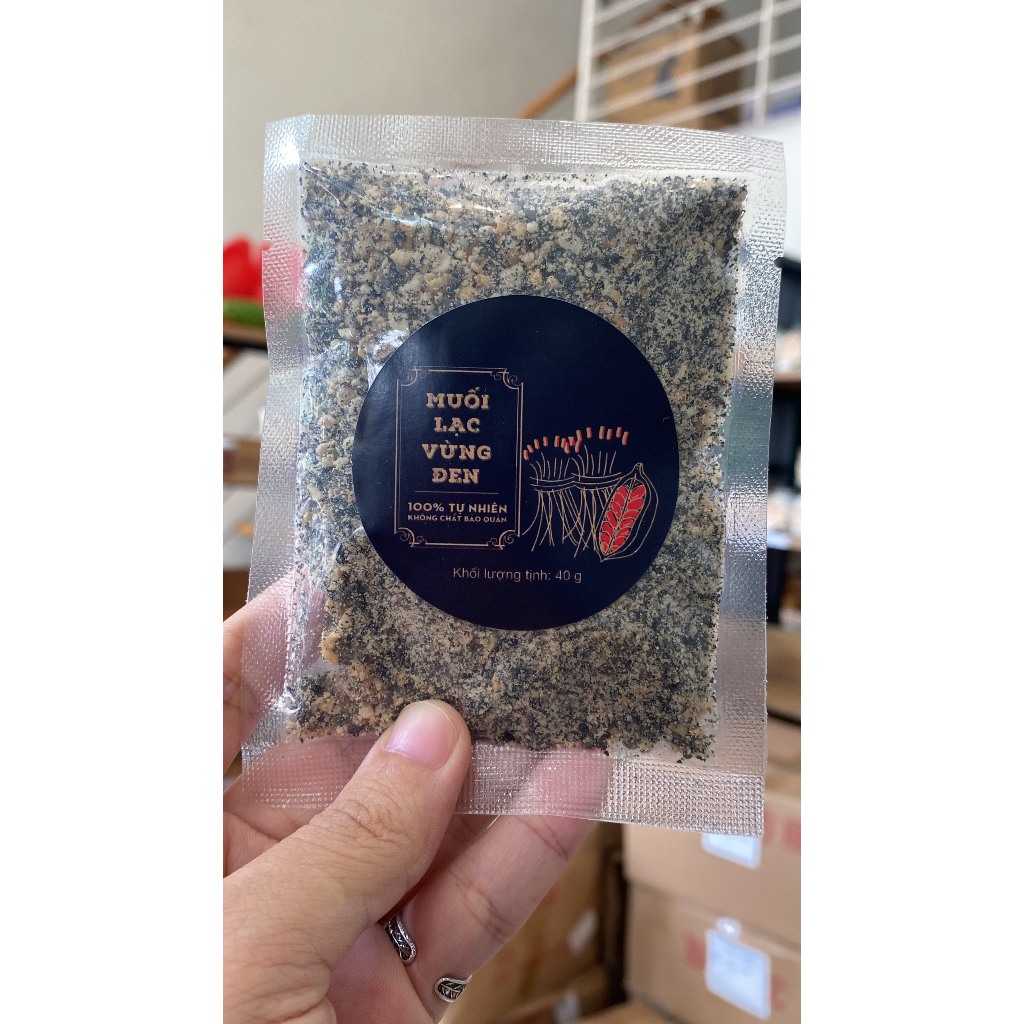 MUỐI
LẠC
VỪNG
ĐEN
100% TỰ NHIÊN
KHÔNG CHẤT BẢO QUẢN
Khối lượng tịnh: 40 g